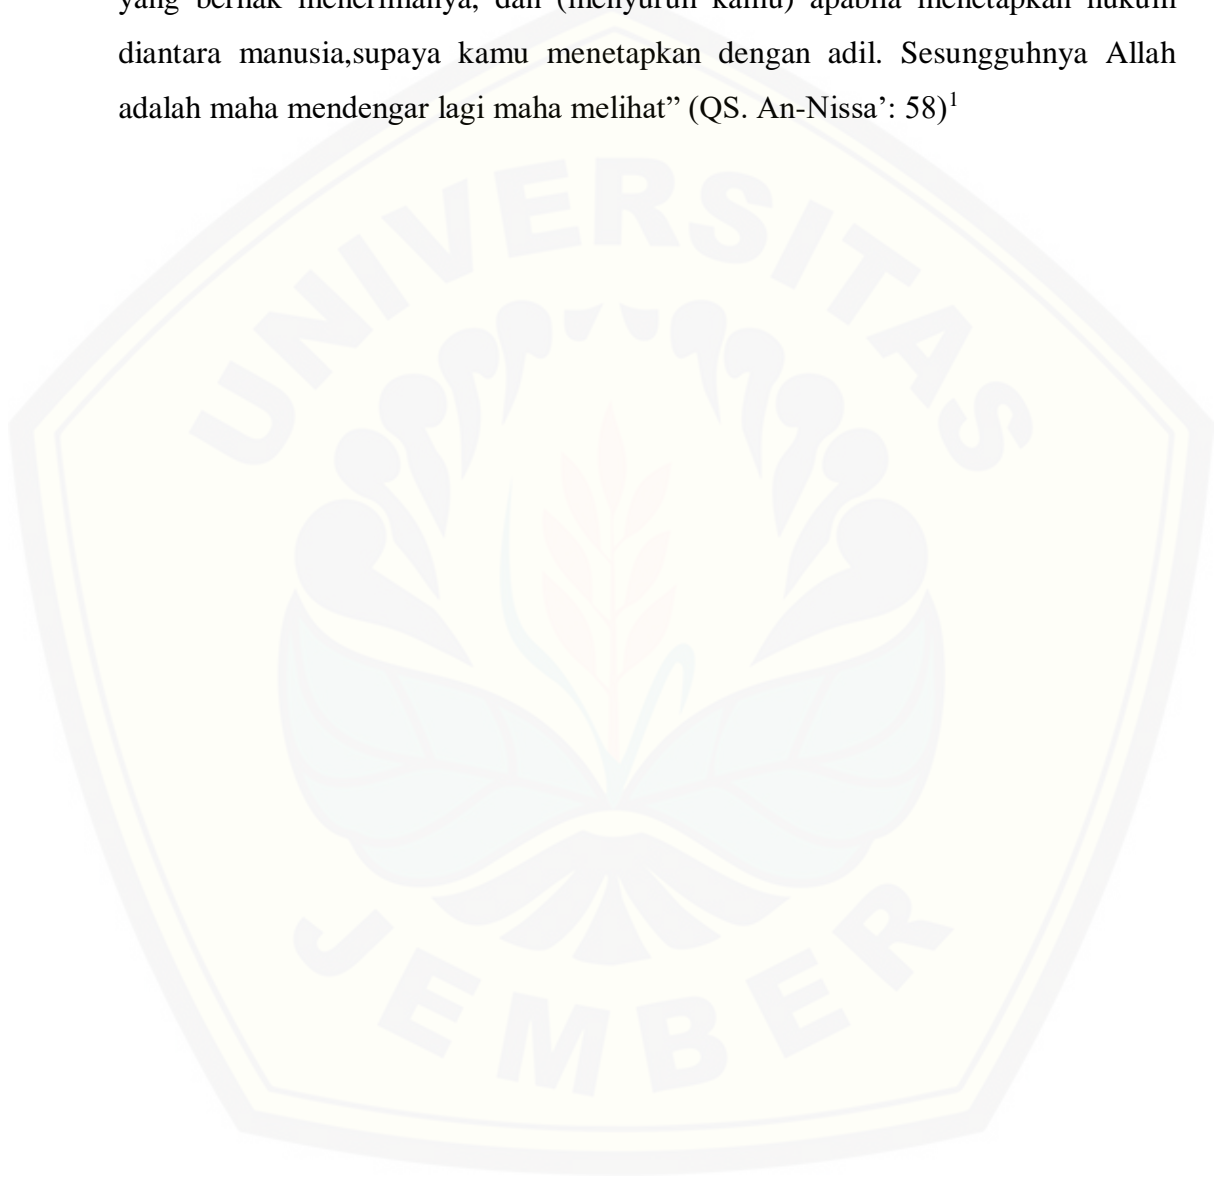 yang berhak menerimanya, dan (menyuruh kamu) apabila menetapkan hukum
diantara manusia,supaya kamu menetapkan dengan adil. Sesungguhnya Allah
adalah maha mendengar lagi maha melihat” (QS. An-Nissa’: 58)1
UNIVERSITAS
JEMBER